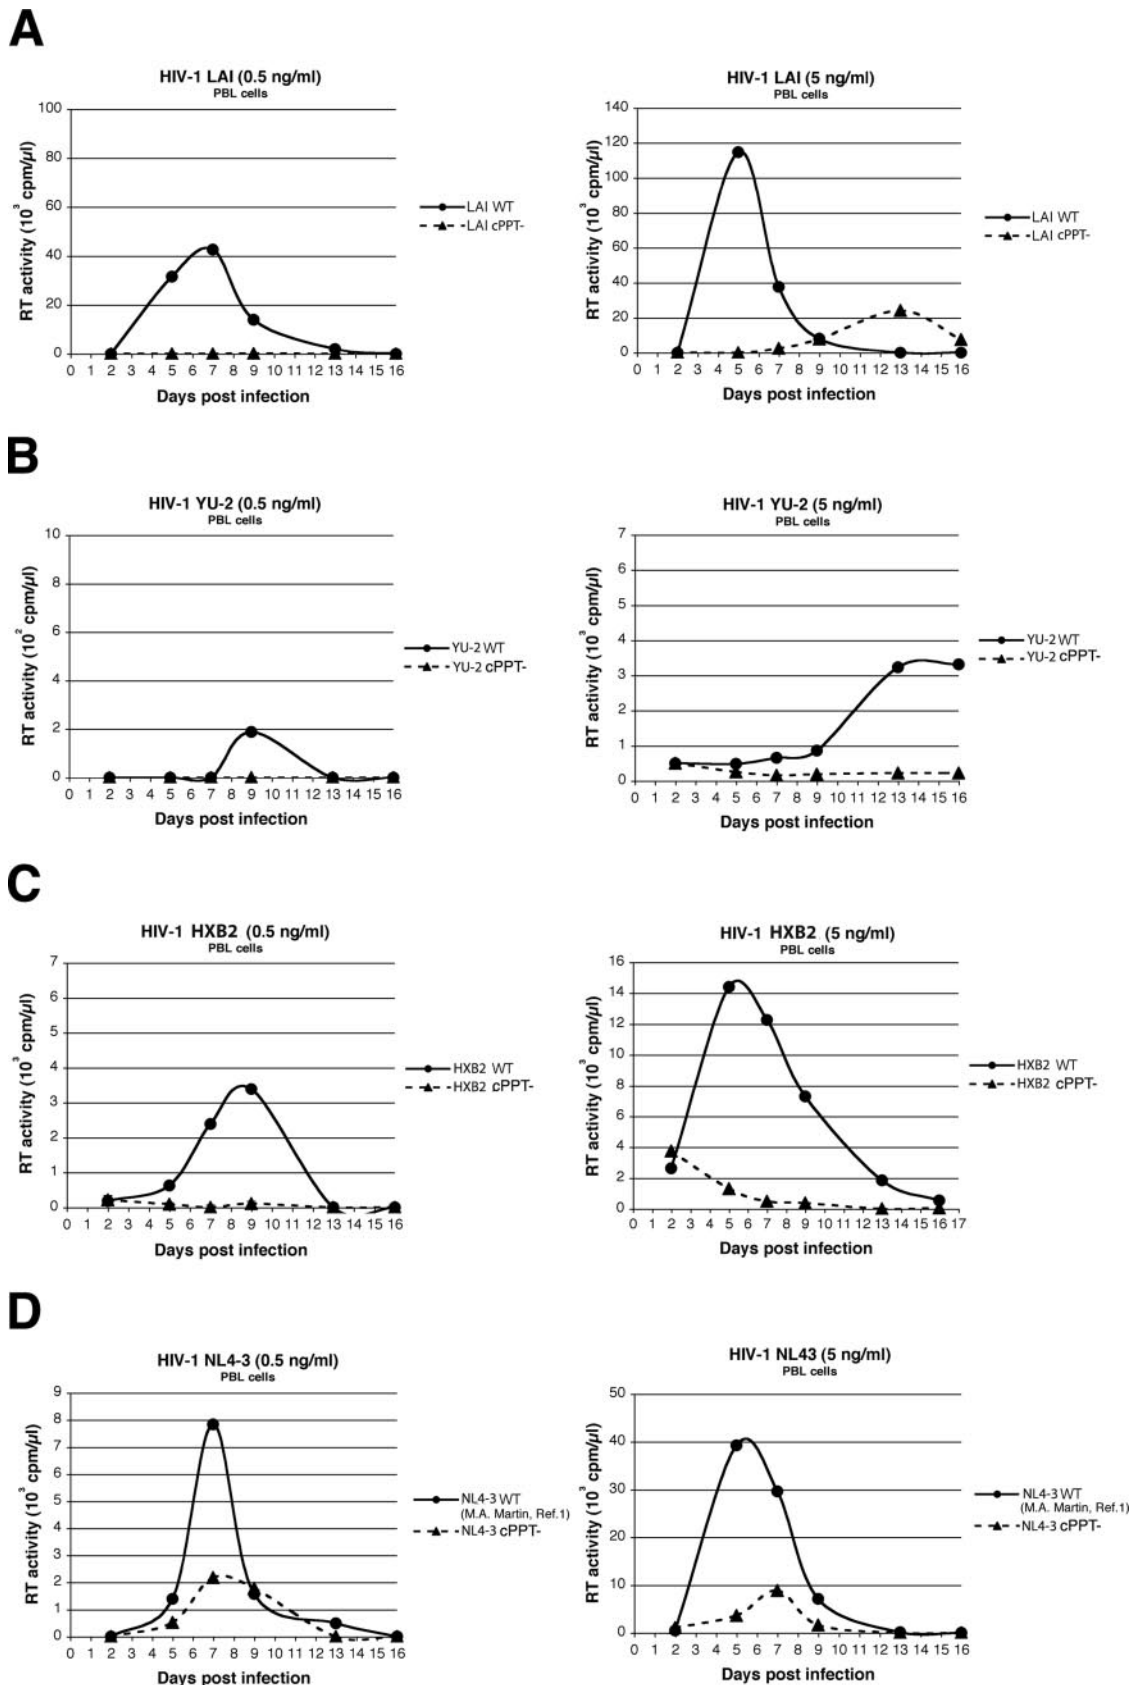 A
HIV-1 LAI (0.5 ng/ml)
PBL cells
100
80
60
40
20
0
RT activity (10³ cpm/µl)
0 1 2 3 4 5 6 7 8 9 10 11 12 13 14 15 16
Days post infection
LAI WT
LAI cPPT-
HIV-1 LAI (5 ng/ml)
PBL cells
140
120
100
80
60
40
20
0
RT activity (10³ cpm/µl)
0 1 2 3 4 5 6 7 8 9 10 11 12 13 14 15 16
Days post infection
LAI WT
LAI cPPT-
B
HIV-1 YU-2 (0.5 ng/ml)
PBL cells
10
8
6
4
2
0
RT activity (10² cpm/µl)
0 1 2 3 4 5 6 7 8 9 10 11 12 13 14 15 16
Days post infection
YU-2 WT
YU-2 cPPT-
HIV-1 YU-2 (5 ng/ml)
PBL cells
7
6
5
4
3
2
1
0
RT activity (10³ cpm/µl)
0 1 2 3 4 5 6 7 8 9 10 11 12 13 14 15 16
Days post infection
YU-2 WT
YU-2 cPPT-
C
HIV-1 HXB2 (0.5 ng/ml)
PBL cells
7
6
5
4
3
2
1
0
RT activity (10³ cpm/µl)
0 1 2 3 4 5 6 7 8 9 10 11 12 13 14 15 16
Days post infection
HXB2 WT
HXB2 cPPT-
HIV-1 HXB2 (5 ng/ml)
PBL cells
16
14
12
10
8
6
4
2
0
RT activity (10³ cpm/µl)
0 1 2 3 4 5 6 7 8 9 10 11 12 13 14 15 16 17
Days post infection
HXB2 WT
HXB2 cPPT-
D
HIV-1 NL4-3 (0.5 ng/ml)
PBL cells
9
8
7
6
5
4
3
2
1
0
RT activity (10³ cpm/µl)
0 1 2 3 4 5 6 7 8 9 10 11 12 13 14 15 16
Days post infection
NL4-3 WT
(M.A. Martin, Ref.1)
NL4-3 cPPT-
HIV-1 NL43 (5 ng/ml)
PBL cells
50
40
30
20
10
0
RT activity (10³ cpm/µl)
0 1 2 3 4 5 6 7 8 9 10 11 12 13 14 15 16
Days post infection
NL4-3 WT
(M.A. Martin, Ref.1)
NL4-3 cPPT-